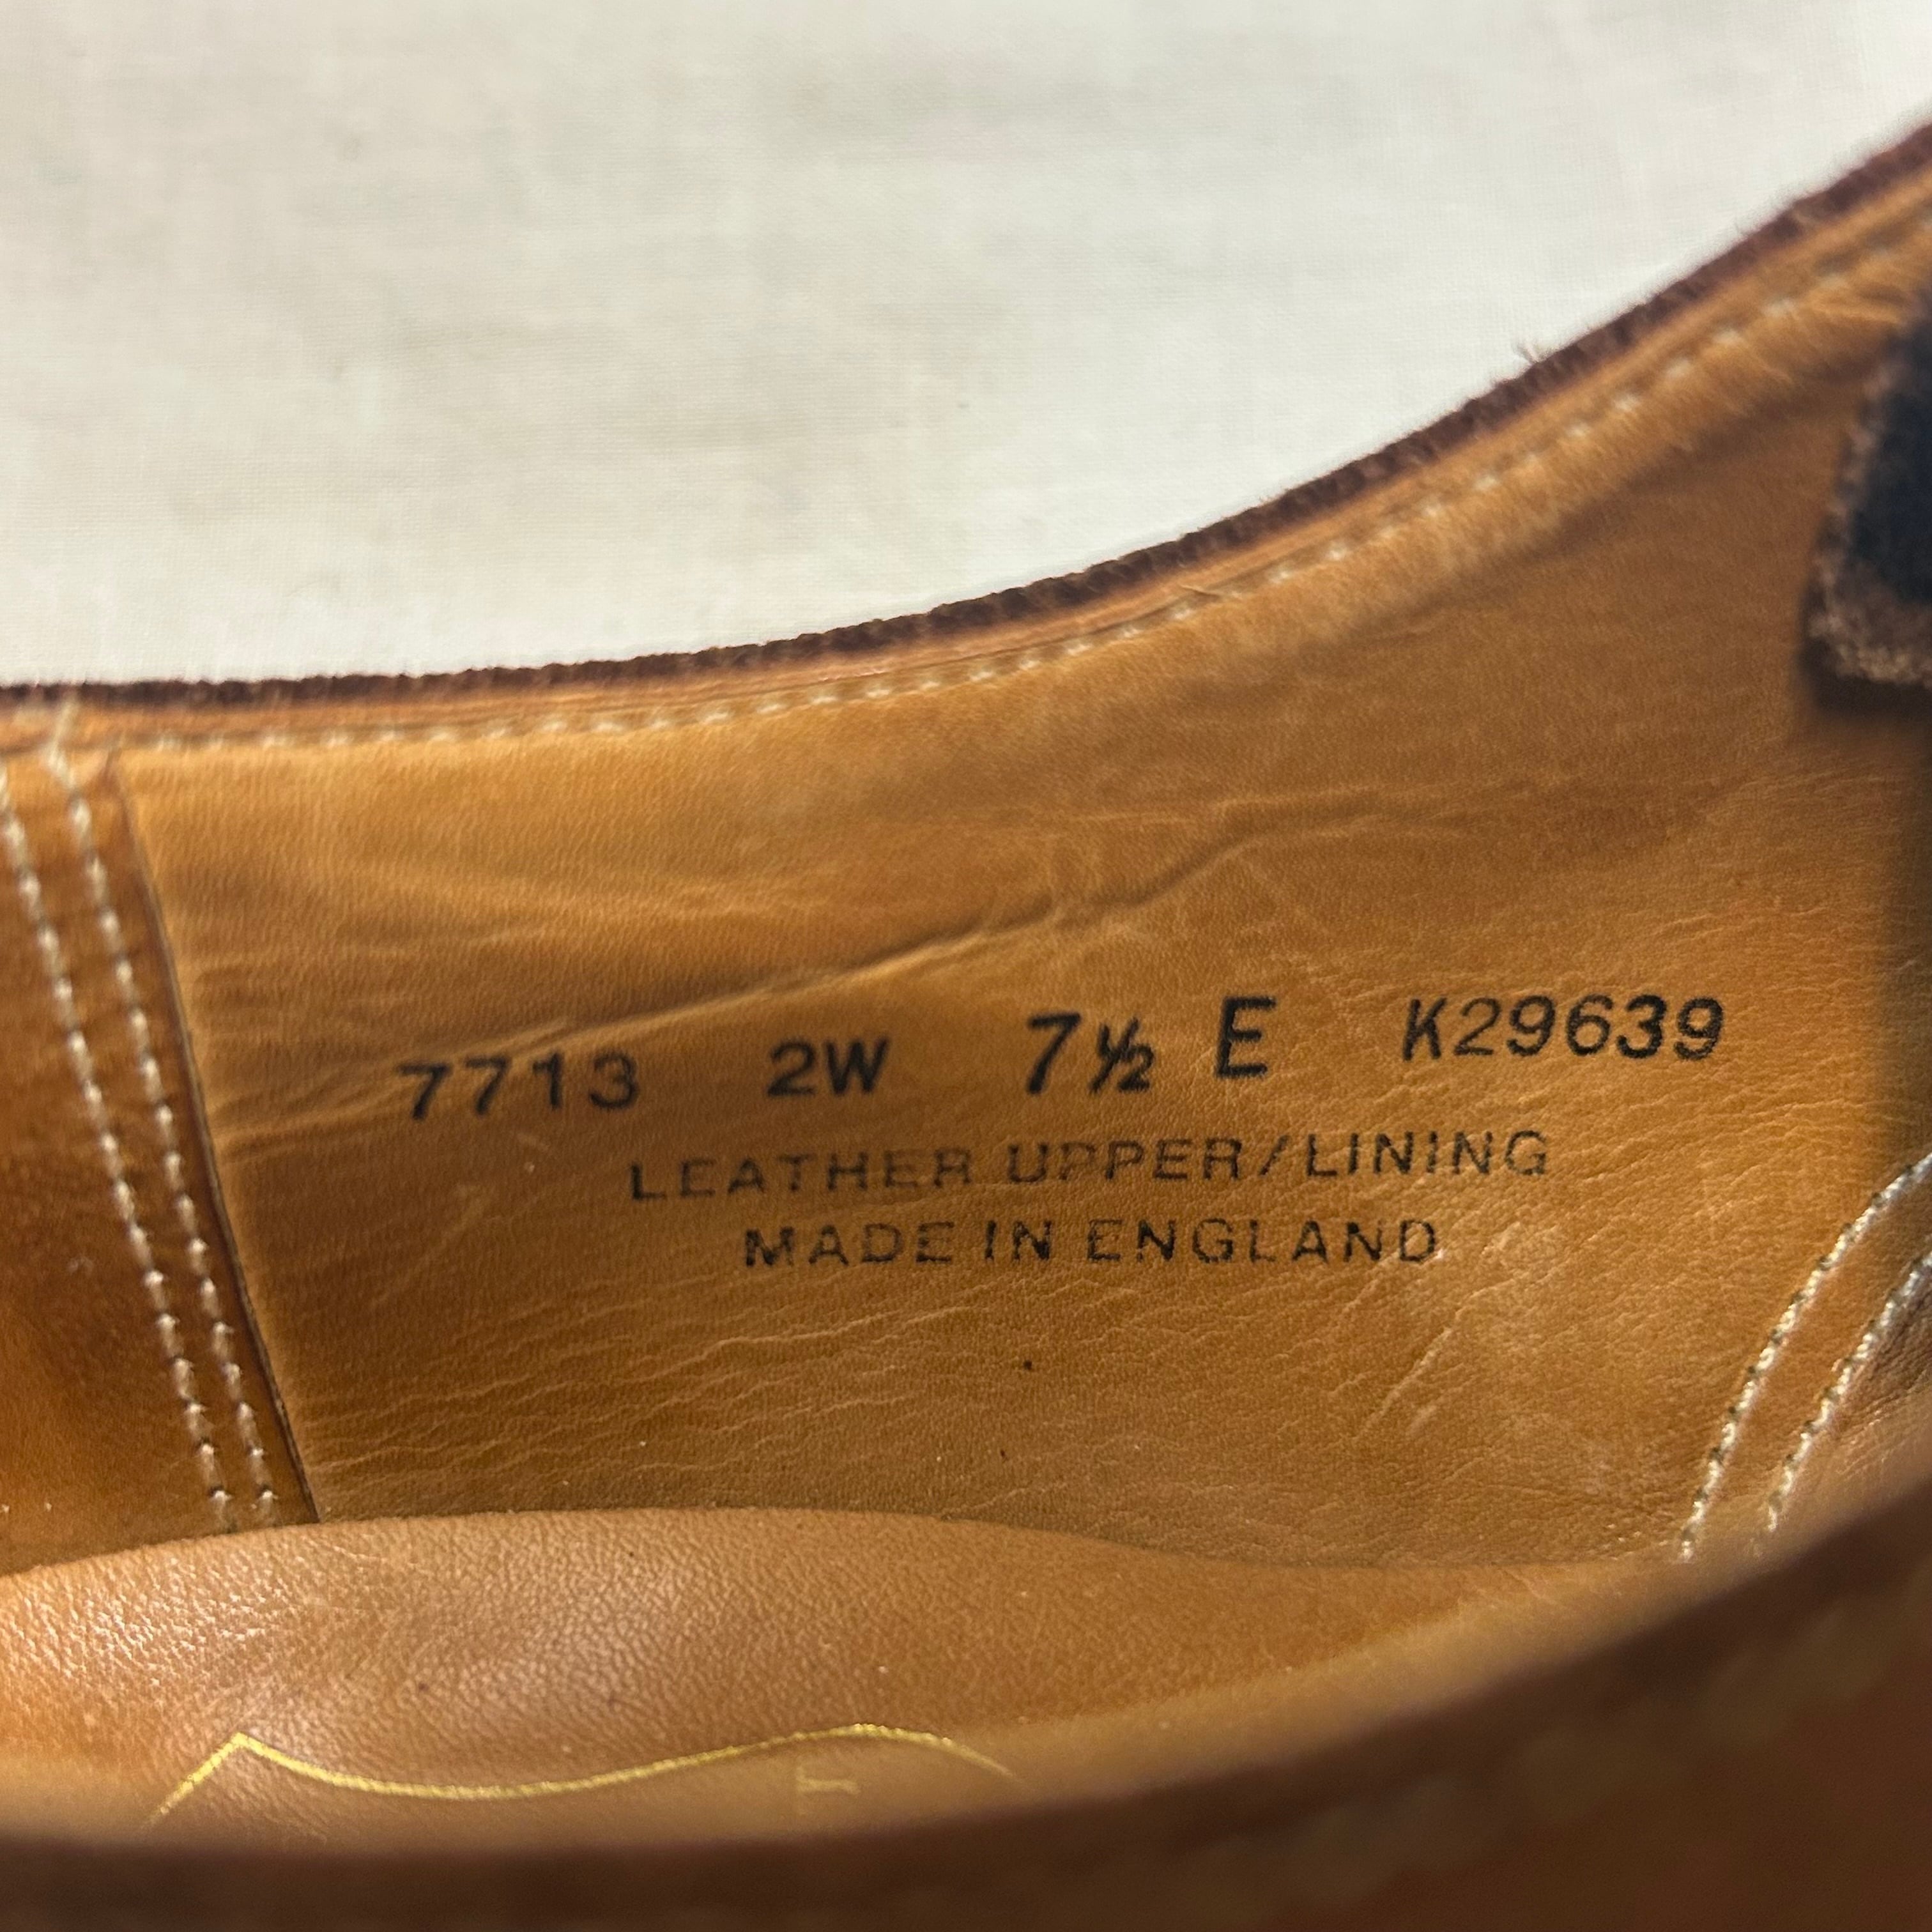 7713 2W 7½ E K29639
LEATHER UPPER/LINING
MADE IN ENGLAND